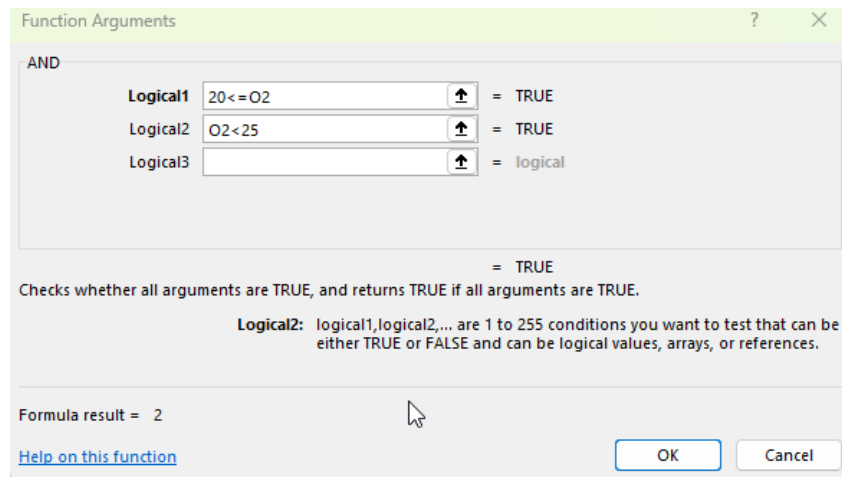 Function Arguments ? ×
AND
Logical1 20<=O2 = TRUE
Logical2 O2<25 = TRUE
Logical3 = logical
= TRUE
Checks whether all arguments are TRUE, and returns TRUE if all arguments are TRUE.
Logical2: logical1,logical2,... are 1 to 255 conditions you want to test that can be
either TRUE or FALSE and can be logical values, arrays, or references.
Formula result = 2
Help on this function OK Cancel